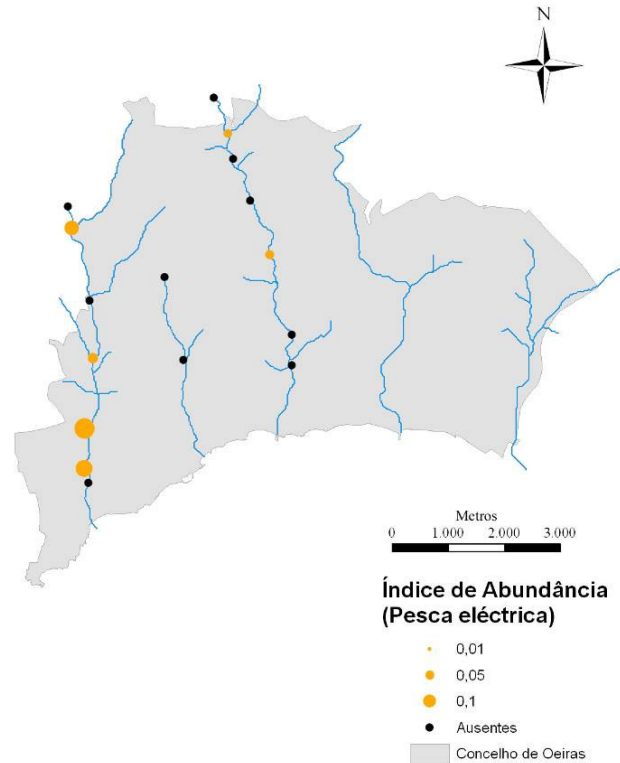 N
Metros
0 1.000 2.000 3.000
Índice de Abundância
(Pesca eléctrica)
0,01
0,05
0,1
Ausentes
Concelho de Oeiras